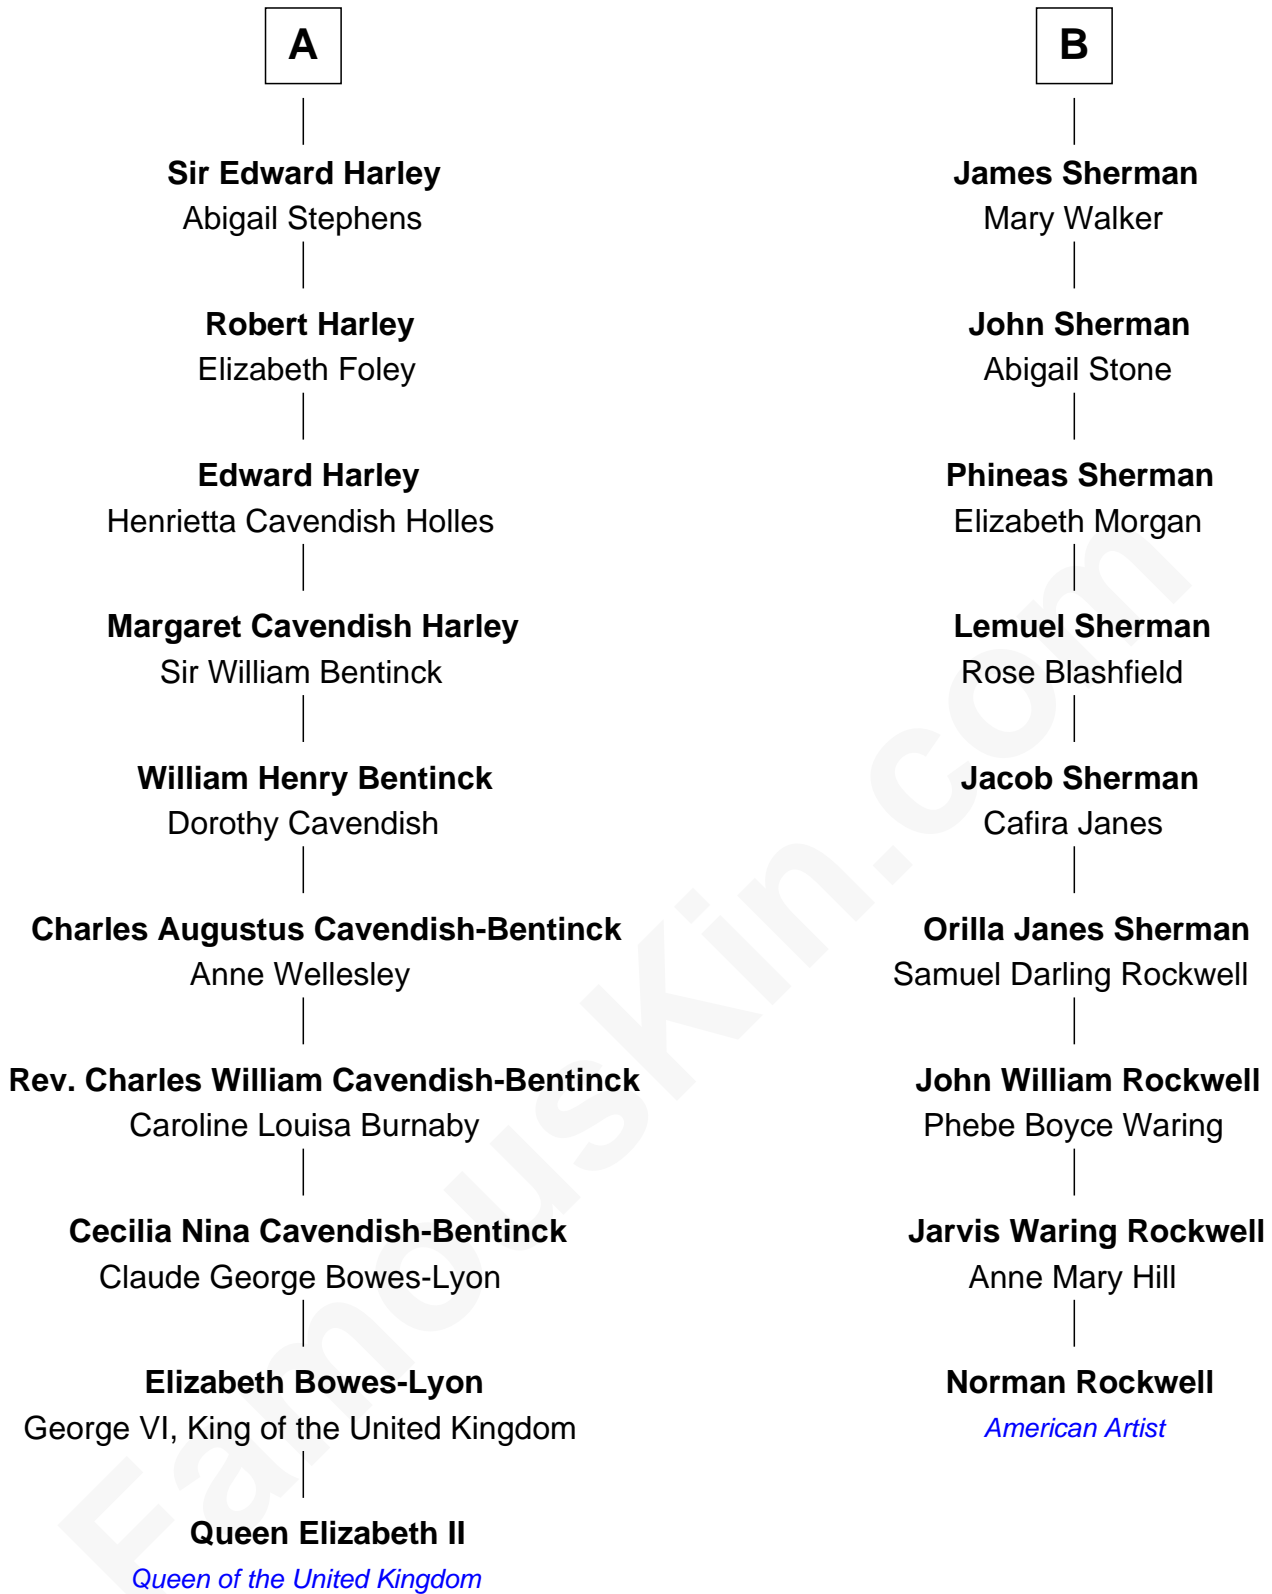 A
Sir Edward Harley
Abigail Stephens
Robert Harley
Elizabeth Foley
Edward Harley
Henrietta Cavendish Holles
Margaret Cavendish Harley
Sir William Bentinck
William Henry Bentinck
Dorothy Cavendish
Charles Augustus Cavendish-Bentinck
Anne Wellesley
Rev. Charles William Cavendish-Bentinck
Caroline Louisa Burnaby
Cecilia Nina Cavendish-Bentinck
Claude George Bowes-Lyon
Elizabeth Bowes-Lyon
George VI, King of the United Kingdom
Queen Elizabeth II
Queen of the United Kingdom
B
James Sherman
Mary Walker
John Sherman
Abigail Stone
Phineas Sherman
Elizabeth Morgan
Lemuel Sherman
Rose Blashfield
Jacob Sherman
Cafira Janes
Orilla Janes Sherman
Samuel Darling Rockwell
John William Rockwell
Phebe Boyce Waring
Jarvis Waring Rockwell
Anne Mary Hill
Norman Rockwell
American Artist
FamousKin.com